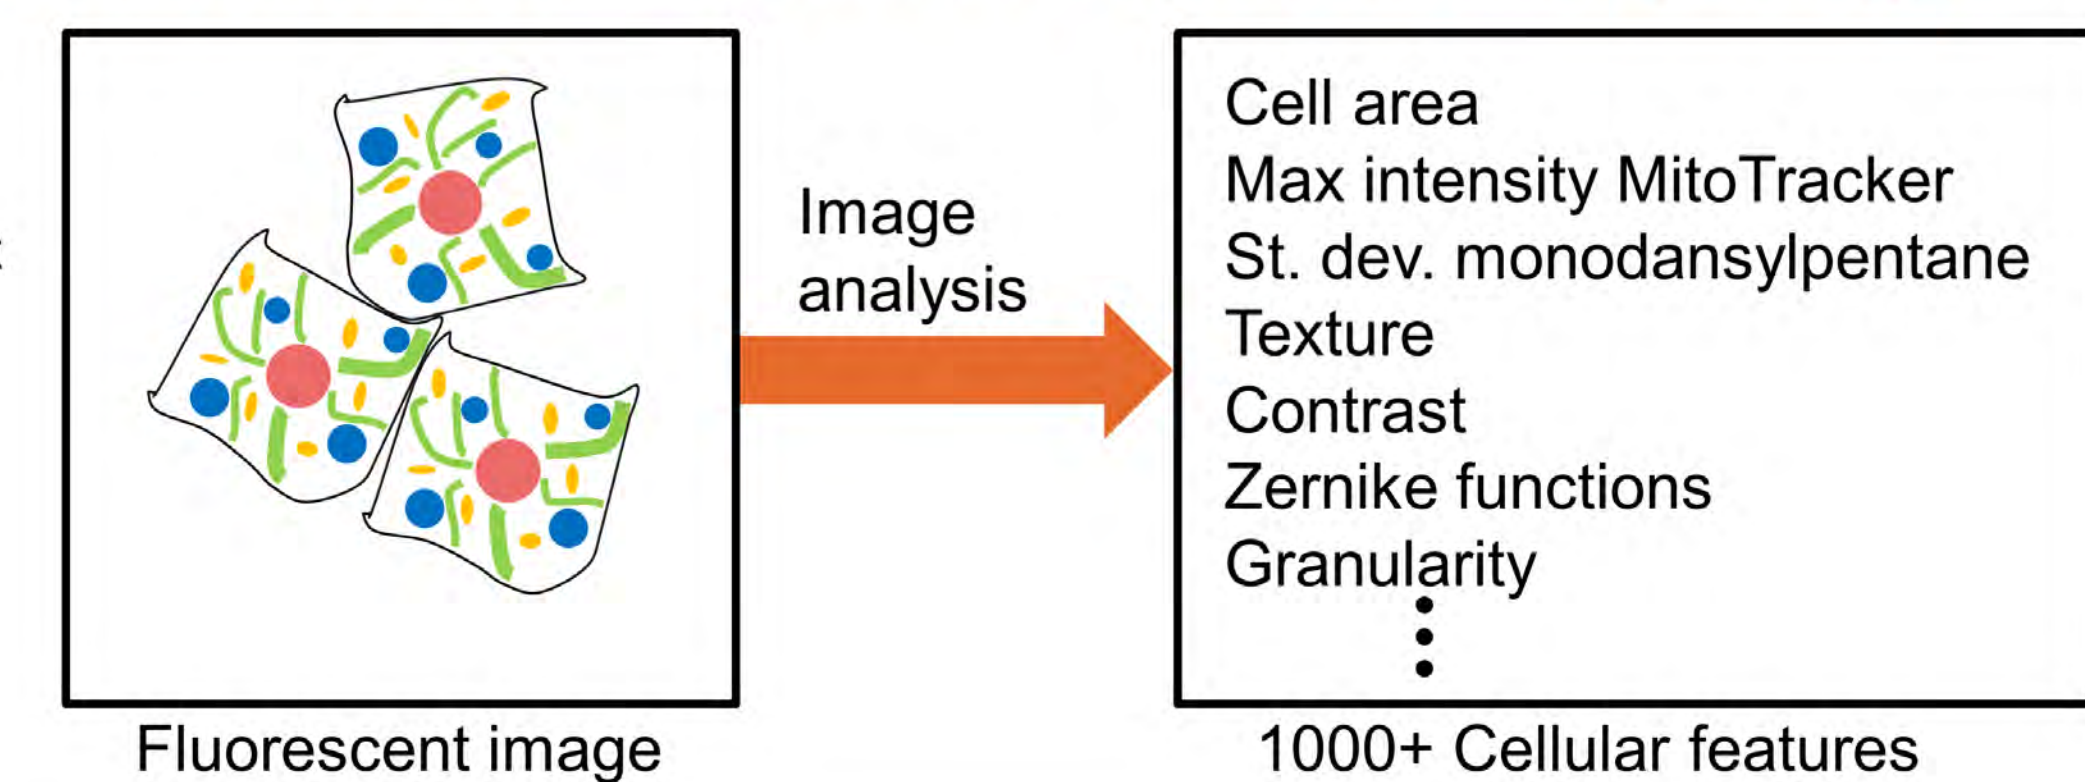 Image
analysis
Cell area
Max intensity MitoTracker
St. dev. monodansylpentane
Texture
Contrast
Zernike functions
Granularity
Fluorescent image
1000+ Cellular features